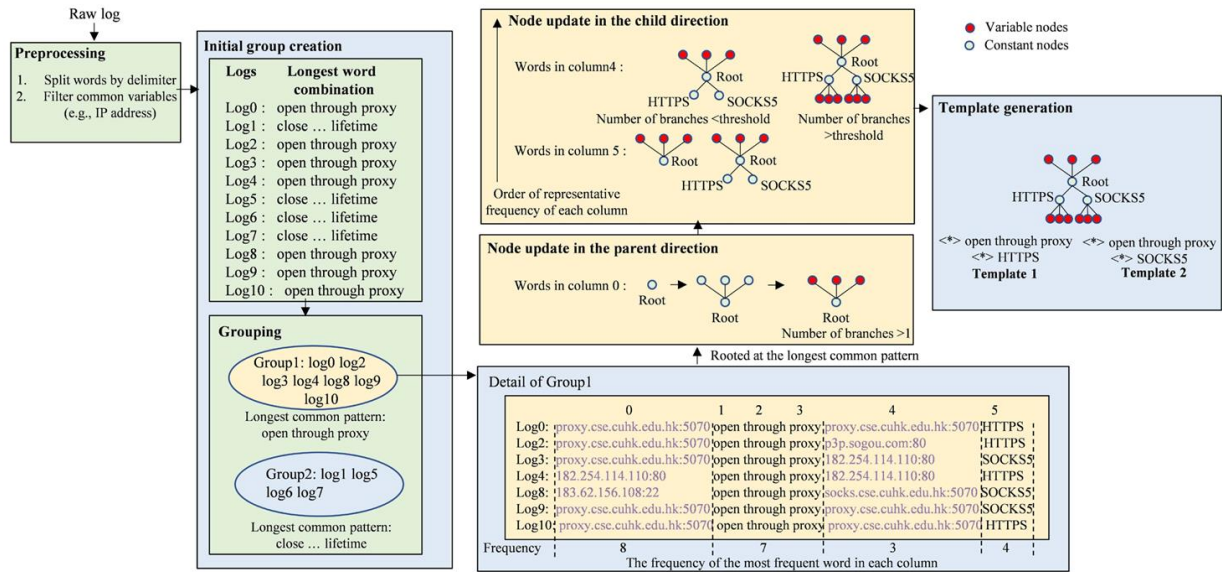 Raw log
Preprocessing
1. Split words by delimiter
2. Filter common variables
(e.g., IP address)
Initial group creation
Logs Longest word
combination
Log0 : open through proxy
Log1 : close ... lifetime
Log2 : open through proxy
Log3 : open through proxy
Log4 : open through proxy
Log5 : close ... lifetime
Log6 : close ... lifetime
Log7 : close ... lifetime
Log8 : open through proxy
Log9 : open through proxy
Log10 : open through proxy
Grouping
Group1: log0 log2
log3 log4 log8 log9
log10
Longest common pattern:
open through proxy
Group2: log1 log5
log6 log7
Longest common pattern:
close ... lifetime
Node update in the child direction
Words in column4 :
Root
HTTPS SOCKS5
Number of branches <threshold
Root
HTTPS SOCKS5
Number of branches
>threshold
Words in column 5 :
Root
Root
HTTPS SOCKS5
Order of representative
frequency of each column
Variable nodes
Constant nodes
Node update in the parent direction
Words in column 0 :
Root
Root
Root
Number of branches >1
Rooted at the longest common pattern
Template generation
Root
HTTPS SOCKS5
<*> open through proxy
<*> HTTPS
Template 1
<*> open through proxy
<*> SOCKS5
Template 2
Detail of Group1
0 1 2 3 4 5
Log0: proxy.cse.cuhk.edu.hk:5070 open through proxy proxy.cse.cuhk.edu.hk:5070 HTTPS
Log2: proxy.cse.cuhk.edu.hk:5070 open through proxy p3p.sogou.com:80 HTTPS
Log3: proxy.cse.cuhk.edu.hk:5070 open through proxy 182.254.114.110:80 SOCKS5
Log4: 182.254.114.110:80 open through proxy 182.254.114.110:80 HTTPS
Log8: 183.62.156.108:22 open through proxy socks.cse.cuhk.edu.hk:5070 SOCKS5
Log9: proxy.cse.cuhk.edu.hk:5070 open through proxy proxy.cse.cuhk.edu.hk:5070 SOCKS5
Log10: proxy.cse.cuhk.edu.hk:5070 open through proxy proxy.cse.cuhk.edu.hk:5070 HTTPS
Frequency 8 7 3 4
The frequency of the most frequent word in each column